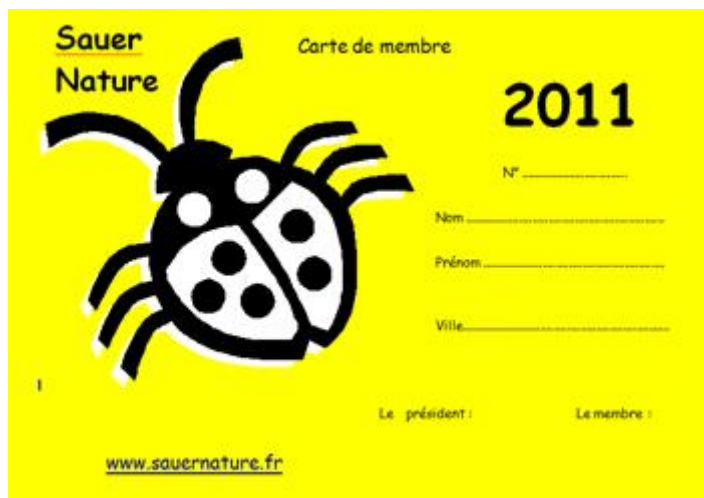 Sauer
Nature
Carte de membre
2011
N° ................................
Nom ................................................................
Prénom ..........................................................
Ville..................................................................
Le président :
Le membre :
www.sauernature.fr